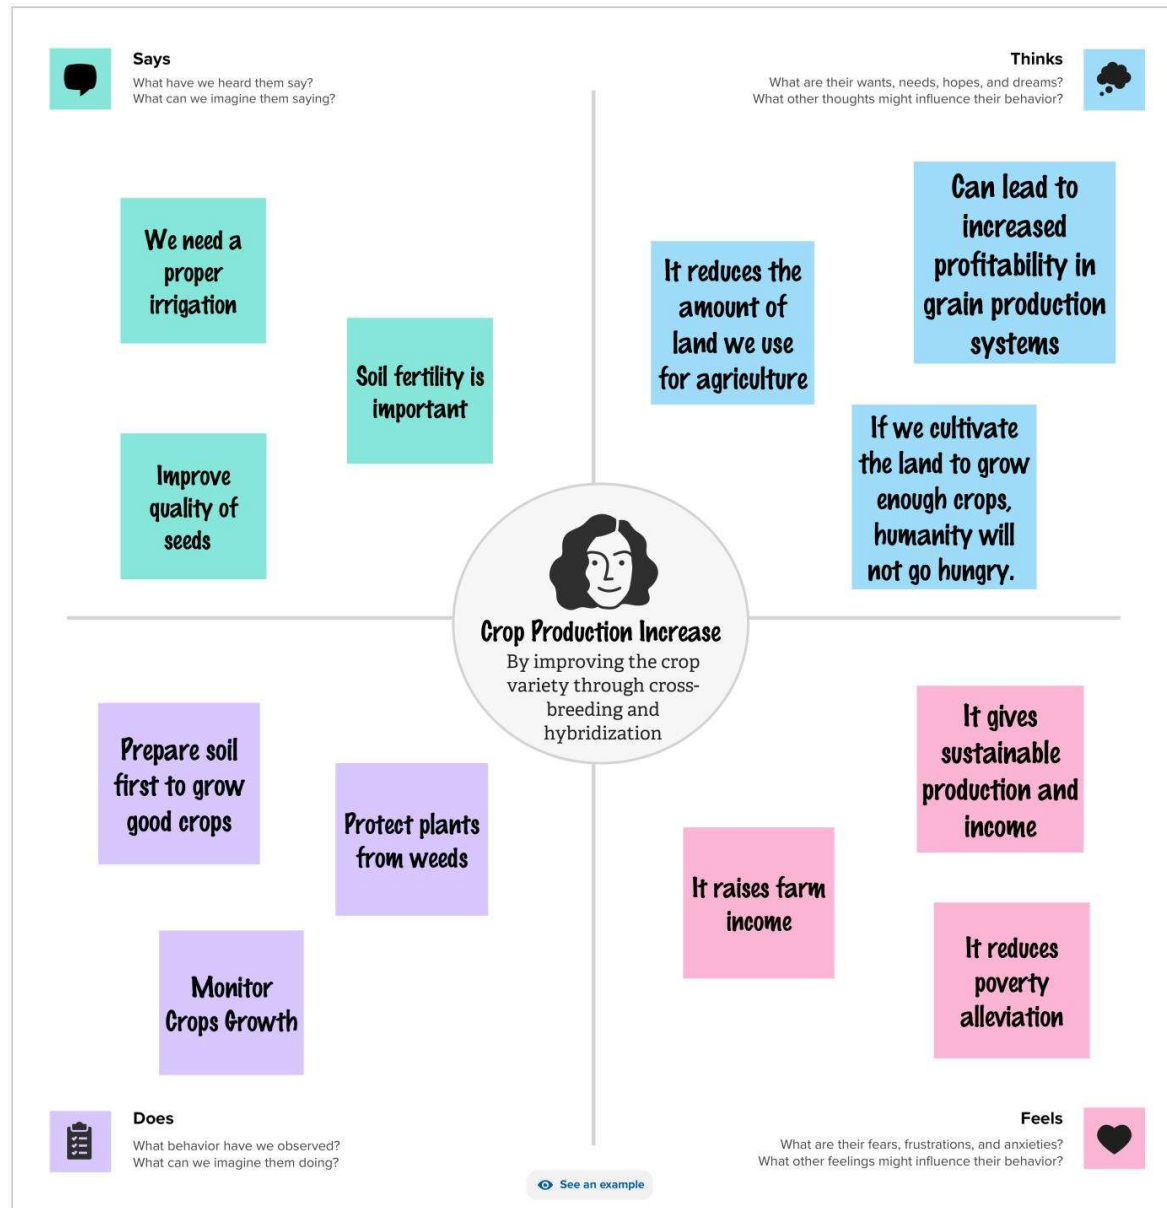 Says
What have we heard them say?
What can we imagine them saying?
We need a
proper
irrigation
Soil fertility is
important
Improve
quality of
seeds
Thinks
What are their wants, needs, hopes, and dreams?
What other thoughts might influence their behavior?
It reduces the
amount of
land we use
for agriculture
Can lead to
increased
profitability in
grain production
systems
If we cultivate
the land to grow
enough crops,
humanity will
not go hungry.
Crop Production Increase
By improving the crop
variety through cross-
breeding and
hybridization
Prepare soil
first to grow
good crops
Protect plants
from weeds
Monitor
Crops Growth
Does
What behavior have we observed?
What can we imagine them doing?
It gives
sustainable
production and
income
It raises farm
income
It reduces
poverty
alleviation
Feels
What are their fears, frustrations, and anxieties?
What other feelings might influence their behavior?
See an example